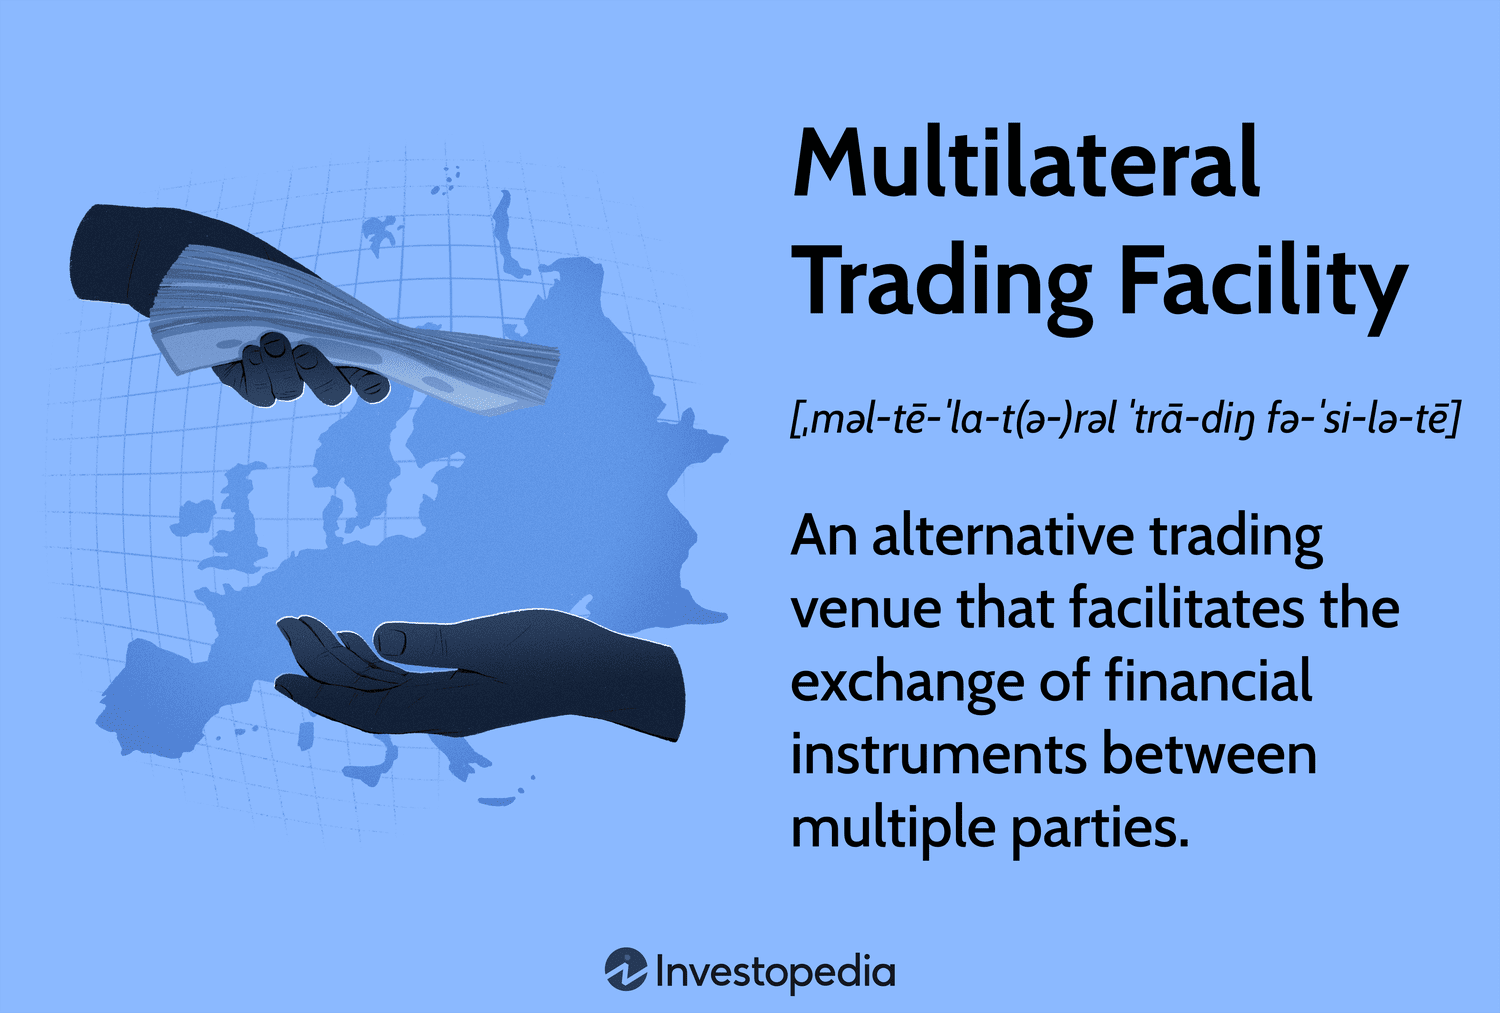 Multilateral
Trading Facility
[ˌməl-tē-ˈla-t(ə-)rəl ˈtrā-diŋ fə-ˈsi-lə-tē]
An alternative trading
venue that facilitates the
exchange of financial
instruments between
multiple parties.
Investopedia